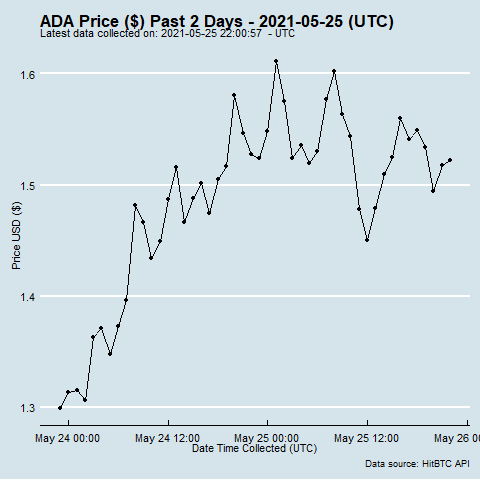 ADA Price ($) Past 2 Days - 2021-05-25 (UTC)
Latest data collected on: 2021-05-25 22:00:57 - UTC
1.6
1.5
1.4
1.3
Price USD ($)
May 24 00:00
May 24 12:00
May 25 00:00
May 25 12:00
May 26 00
Date Time Collected (UTC)
Data source: HitBTC API